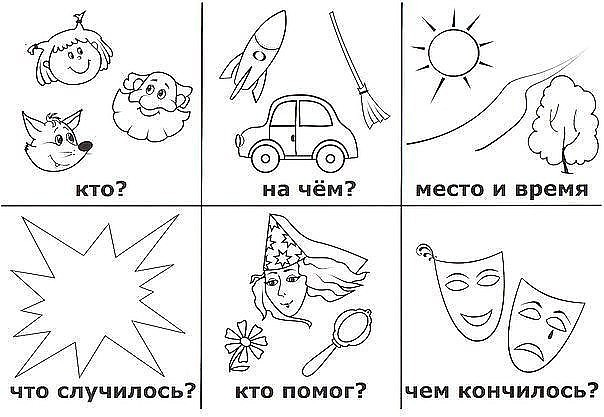 кто?
на чём?
место и время
что случилось?
кто помог?
чем кончилось?